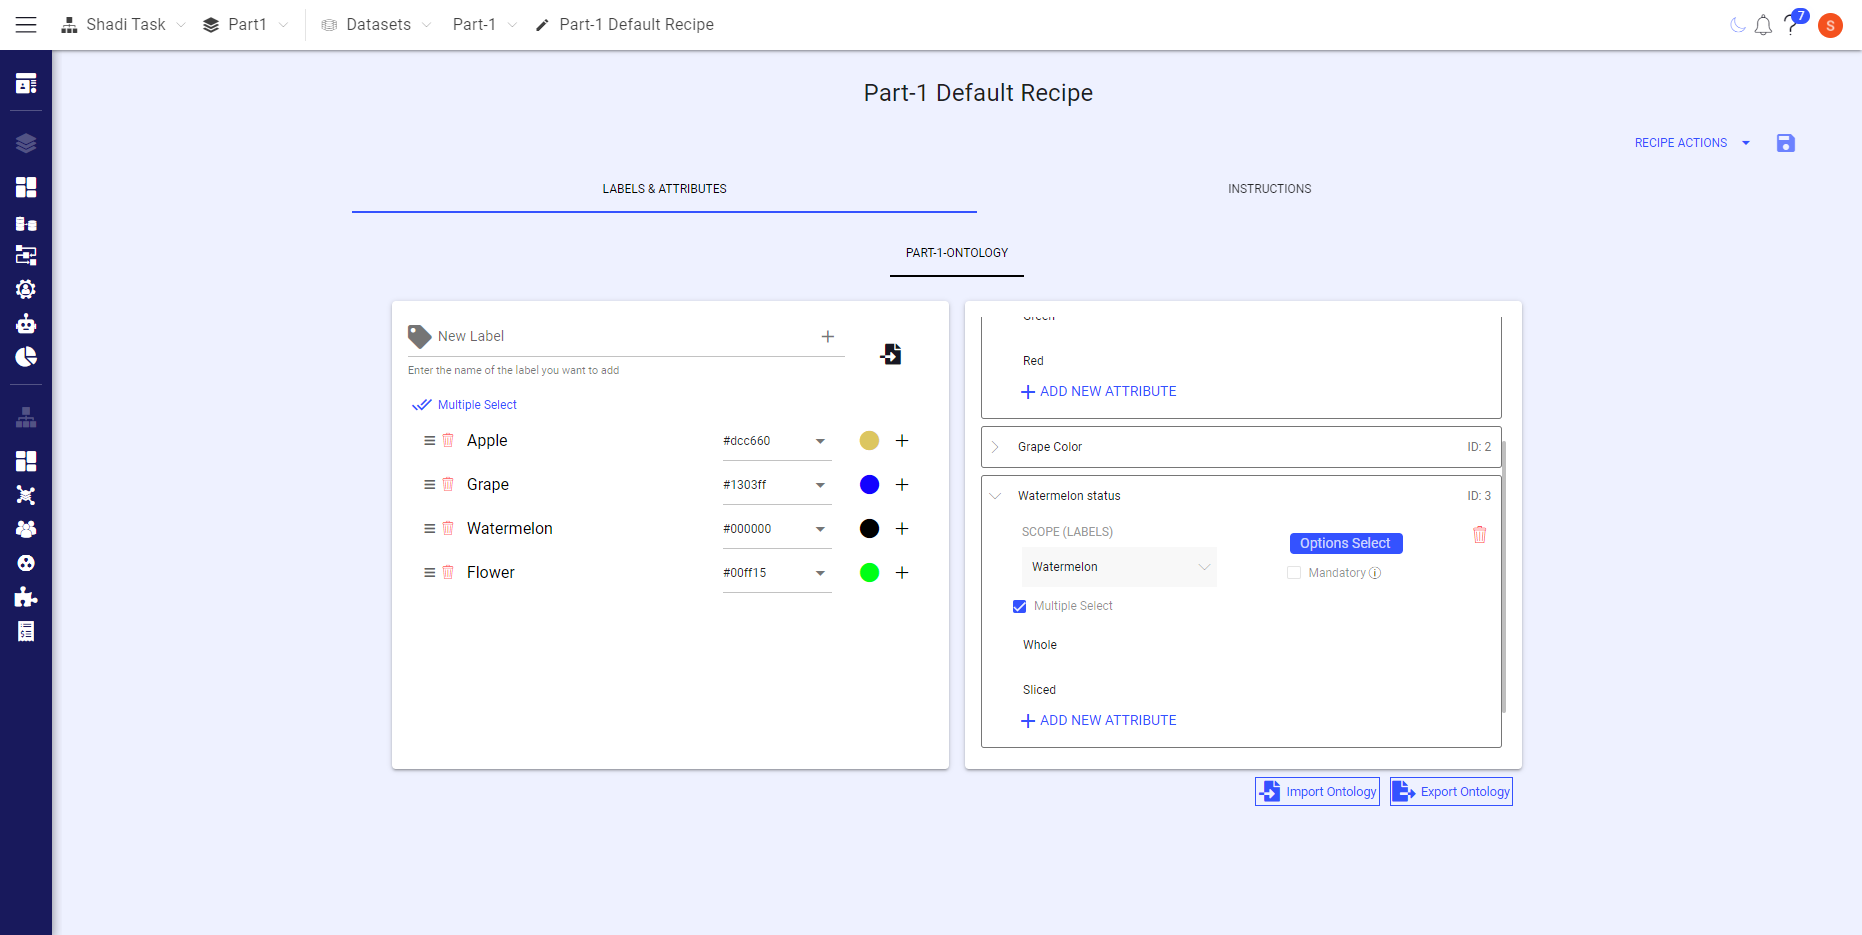 Shadi Task Part1 Datasets Part-1 Part-1 Default Recipe 7 S
Part-1 Default Recipe
RECIPE ACTIONS
LABELS & ATTRIBUTES INSTRUCTIONS
PART-1-ONTOLOGY
New Label
Enter the name of the label you want to add
Multiple Select
Apple #dcc660
Grape #1303ff
Watermelon #000000
Flower #00ff15
Green
Red
ADD NEW ATTRIBUTE
Grape Color ID: 2
Watermelon status ID: 3
SCOPE (LABELS)
Options Select
Watermelon
Mandatory
Multiple Select
Whole
Sliced
ADD NEW ATTRIBUTE
Import Ontology Export Ontology